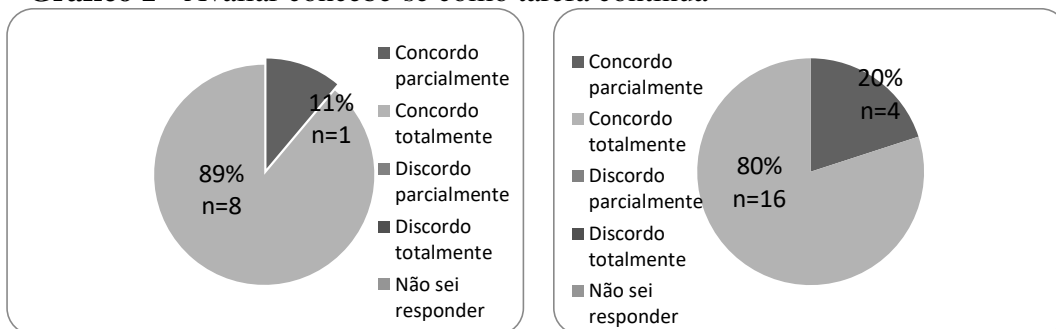 Gráfico 2 - Avaliar concebe-se como tarefa contínua
Concordo
parcialmente
Concordo
totalmente
Discordo
parcialmente
Discordo
totalmente
Não sei
responder
11%
n=1
89%
n=8
Concordo
parcialmente
Concordo
totalmente
Discordo
parcialmente
Discordo
totalmente
Não sei
responder
20%
n=4
80%
n=16